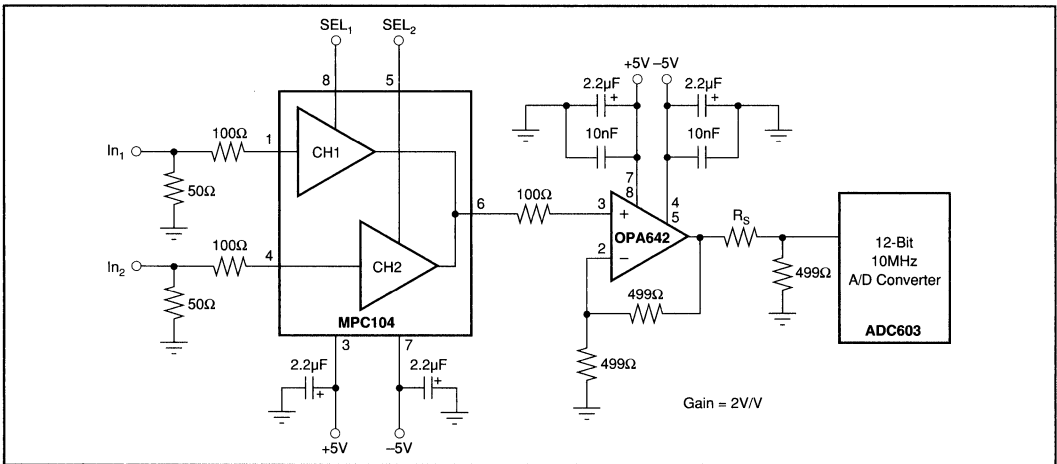 SEL₁
SEL₂
+5V
–5V
8
5
2.2µF
+
2.2µF
+
10nF
10nF
In₁
100Ω
1
CH1
50Ω
6
100Ω
7
8
4
5
3
+
OPA642
2
–
R_S
12-Bit
10MHz
A/D Converter
ADC603
499Ω
In₂
100Ω
4
CH2
50Ω
499Ω
499Ω
MPC104
3
7
2.2µF
+
2.2µF
+
+5V
–5V
Gain = 2V/V